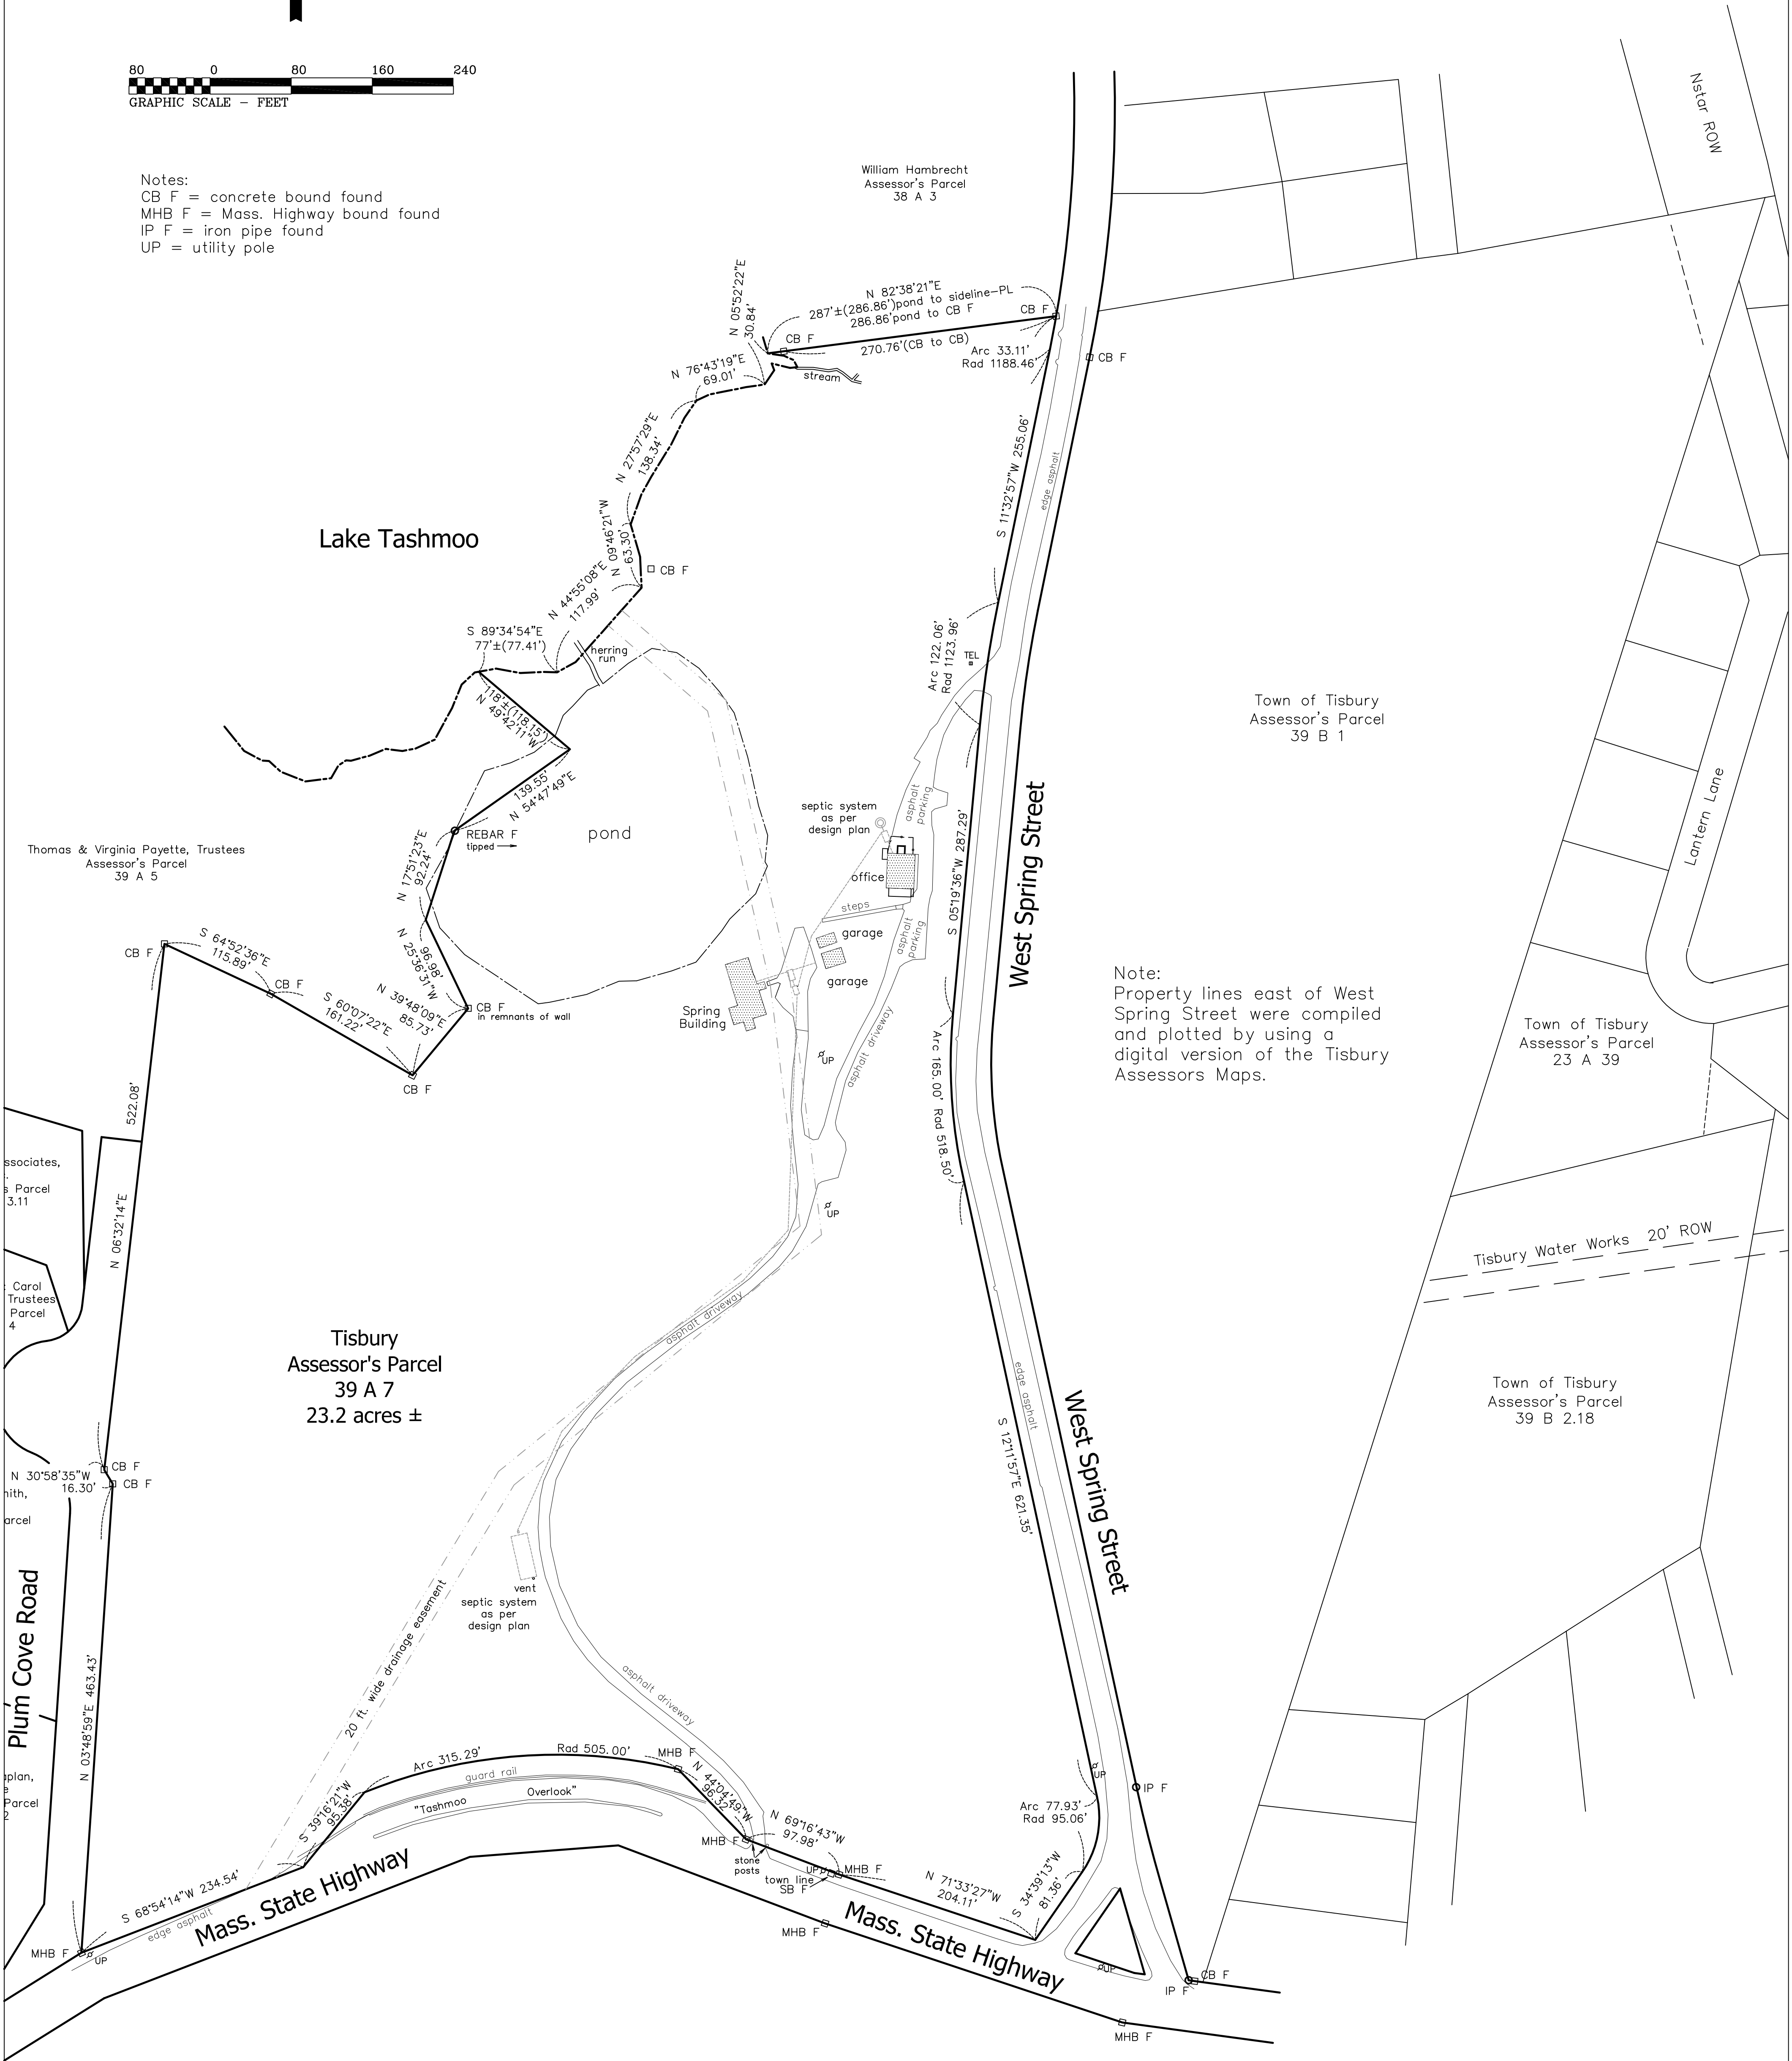 80 0 80 160 240
GRAPHIC SCALE – FEET
Notes:
CB F = concrete bound found
MHB F = Mass. Highway bound found
IP F = iron pipe found
UP = utility pole
William Hambrecht
Assessor's Parcel
38 A 3
Nstar ROW
N 05°52'22"E
30.84'
N 82°38'21"E
287'±(286.86')pond to sideline-PL
286.86'pond to CB F
CB F
CB F
270.76'(CB to CB)
Arc 33.11'
Rad 1188.46'
CB F
N 76°43'19"E
69.01'
stream
N 27°57'29"E
138.34'
S 11°32'57"W 255.06'
edge asphalt
Lake Tashmoo
N 09°46'21"W
63.30'
CB F
N 44°55'08"E
117.99'
S 89°34'54"E
77'±(77.41')
herring
run
Arc 122.06'
Rad 1123.96'
TEL
118'±(118.15')
N 49°42'11"W
139.55'
N 54°47'49"E
Town of Tisbury
Assessor's Parcel
39 B 1
Lantern Lane
REBAR F
tipped
pond
septic system
as per
design plan
asphalt
parking
office
steps
garage
garage
asphalt
parking
S 05°19'36"W 287.29'
West Spring Street
Thomas & Virginia Payette, Trustees
Assessor's Parcel
39 A 5
N 17°51'23"E
92.24'
96.98'
N 25°36'31"W
CB F
S 64°52'36"E
115.89'
CB F
S 60°07'22"E
161.22'
N 39°48'09"E
85.73'
CB F
in remnants of wall
CB F
Spring
Building
UP
asphalt driveway
Arc 165.00' Rad 518.50'
Note:
Property lines east of West
Spring Street were compiled
and plotted by using a
digital version of the Tisbury
Assessors Maps.
Town of Tisbury
Assessor's Parcel
23 A 39
522.08'
N 06°32'14"E
ssociates,
.
s Parcel
3.11
Carol
Trustees
Parcel
4
UP
Tisbury Water Works 20' ROW
asphalt driveway
Tisbury
Assessor's Parcel
39 A 7
23.2 acres ±
edge asphalt
S 12°11'57"E 621.35'
West Spring Street
Town of Tisbury
Assessor's Parcel
39 B 2.18
CB F
N 30°58'35"W
16.30'
CB F
nith,
arcel
vent
septic system
as per
design plan
Plum Cove Road
N 03°48'59"E 463.43'
20 ft. wide drainage easement
asphalt driveway
aplan,
e
Parcel
2
Arc 315.29' Rad 505.00'
MHB F
guard rail
"Tashmoo Overlook"
S 39°16'21"W
95.38'
N 44°04'49"W
96.32'
UP
IP F
Arc 77.93'
Rad 95.06'
N 69°16'43"W
97.98'
MHB F
stone
posts
UP
MHB F
town line
SB F
N 71°33'27"W
204.11'
S 34°39'13"W
81.36'
S 68°54'14"W 234.54'
edge asphalt
Mass. State Highway
MHB F
UP
MHB F
Mass. State Highway
UP
CB F
IP F
MHB F